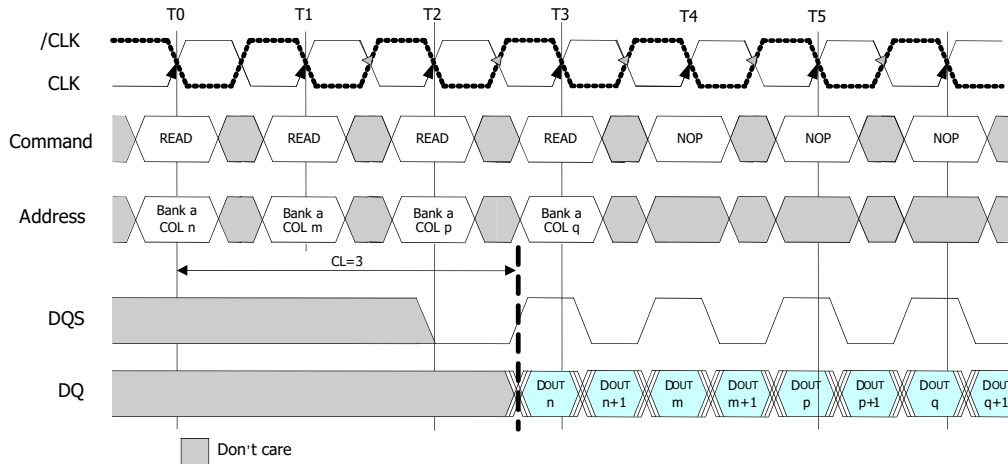 T0 T1 T2 T3 T4 T5
/CLK
CLK
Command READ READ READ READ NOP NOP NOP
Address Bank a COL n Bank a COL m Bank a COL p Bank a COL q
CL=3
DQS
DQ DOUT n DOUT n+1 DOUT m DOUT m+1 DOUT p DOUT p+1 DOUT q DOUT q+1
Don't care